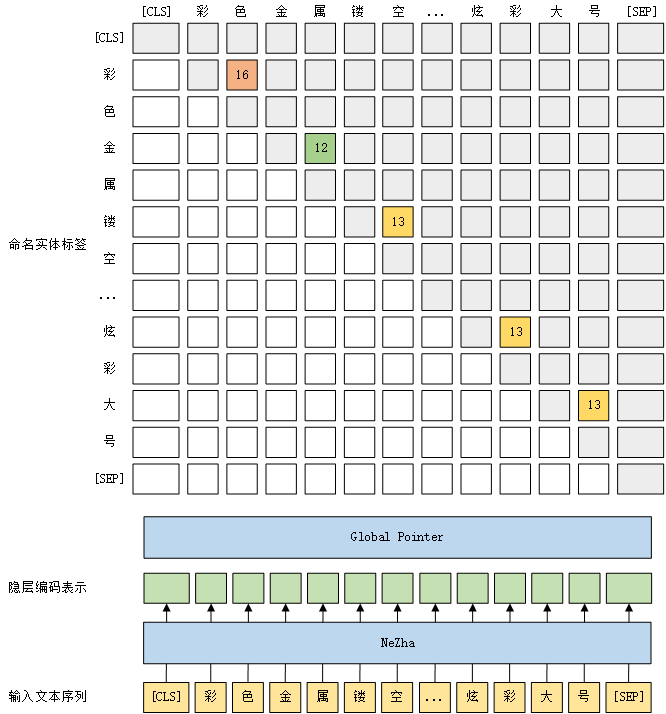 [CLS] 彩 色 金 属 镂 空 ... 炫 彩 大 号 [SEP]
[CLS]
彩 16
色
金 12
属
镂 13
命名实体标签
空
...
炫 13
彩
大 13
号
[SEP]
Global Pointer
隐层编码表示
NeZha
输入文本序列 [CLS] 彩 色 金 属 镂 空 ... 炫 彩 大 号 [SEP]